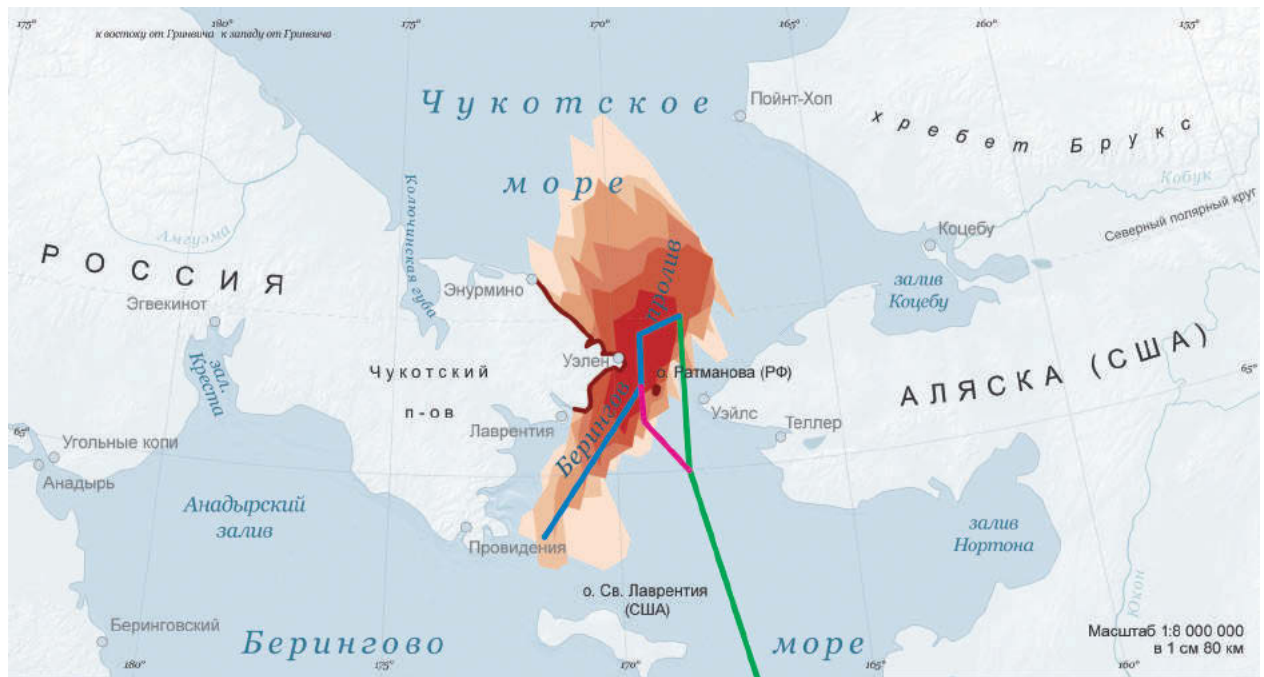 175° 180° 175° 170° 165° 160° 155°
к востоку от Гринвича к западу от Гринвича
Чукотское
море
Пойнт-Хоп
хребет Брукс
Кобук
Северный полярный круг
Коцебу
Колючинская губа
Амгуэма
РОССИЯ
Эгвекинот
Энурмино
пролив
залив
Коцебу
зал.
Креста
Чукотский
п-ов
Уэлен
о. Ратманова (РФ)
АЛЯСКА (США)
65°
Уэйлс
Теллер
Лаврентия
Берингов
65°
Угольные копи
Анадырь
Анадырский
залив
Провидения
залив
Нортона
о. Св. Лаврентия
(США)
Юкон
Беринговский
Берингово море
Масштаб 1:8 000 000
в 1 см 80 км
180° 175° 170° 165° 160°